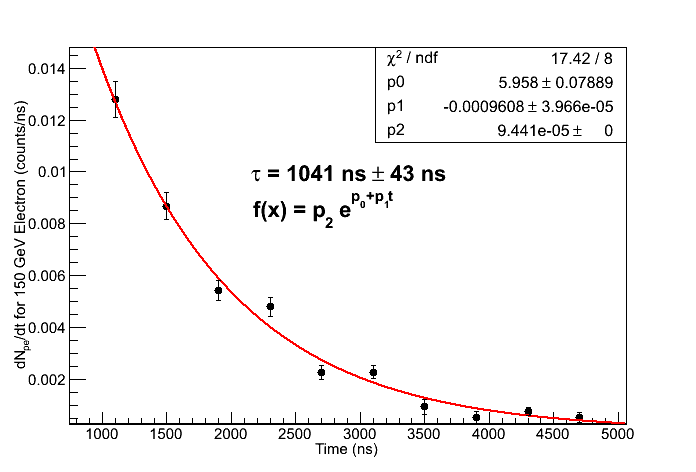 χ² / ndf 17.42 / 8
p0 5.958 ± 0.07889
p1 -0.0009608 ± 3.966e-05
p2 9.441e-05 ± 0
τ = 1041 ns ± 43 ns
f(x) = p₂ e^{p₀+p₁t}
dN_{pe}/dt for 150 GeV Electron (counts/ns)
0.014
0.012
0.01
0.008
0.006
0.004
0.002
1000 1500 2000 2500 3000 3500 4000 4500 5000
Time (ns)